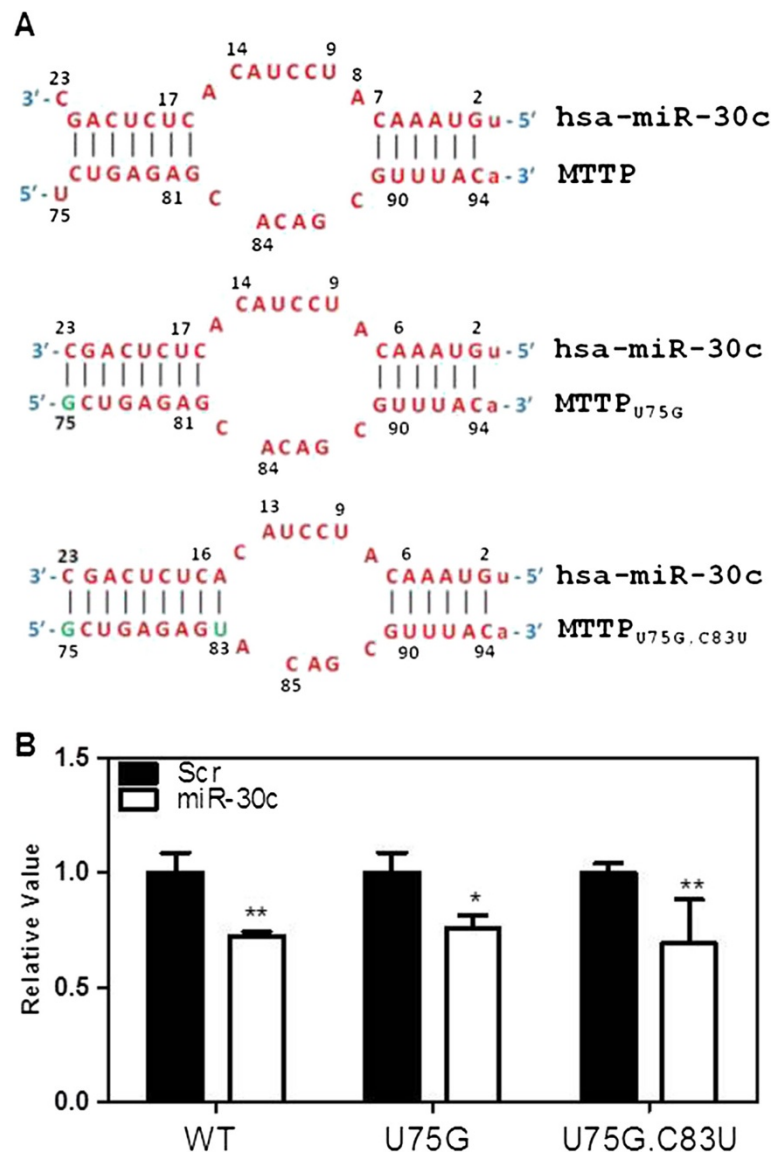 A
14 9
CAUCCU
23 17 A 8
3'- C A 7 2
GACUCUC CAAAUGu - 5' hsa-miR-30c
CUGAGAG GUUUACa - 3' MTTP
5'- U 81 C C 90 94
75 ACAG
84
14 9
CAUCCU
23 17 A A 6 2
3'- CGACUCUC CAAAUGu - 5' hsa-miR-30c
5'- GCUGAGAG GUUUACa - 3' MTTPU75G
75 81 C C 90 94
ACAG
84
13 9
AUCCU
23 16 C A 6 2
3'- CGACUCUCA CAAAUGu - 5' hsa-miR-30c
5'- GCUGAGAGU GUUUACa - 3' MTTPU75G.C83U
75 83 A C 90 94
CAG
85
B
1.5
Scr
miR-30c
1.0
** * **
Relative Value
0.5
0.0
WT U75G U75G.C83U